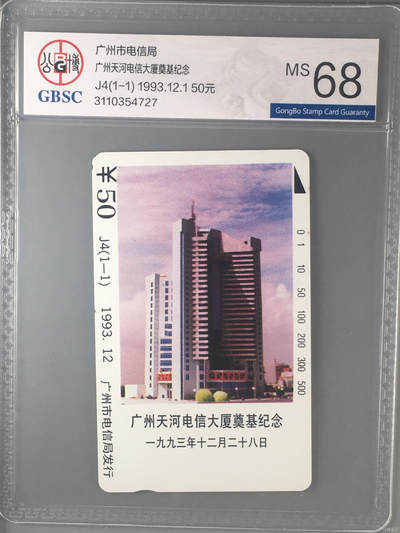 公博
GBSC
广州市电信局
广州天河电信大厦奠基纪念
J4(1-1) 1993.12.1 50元
3110354727
MS 68
GongBo Stamp Card Guaranty
¥50
J4(1-1) 1993.12 广州市电信局发行
0 1 10 50 100 300 500
广州天河电信大厦奠基纪念
一九九三年十二月二十八日